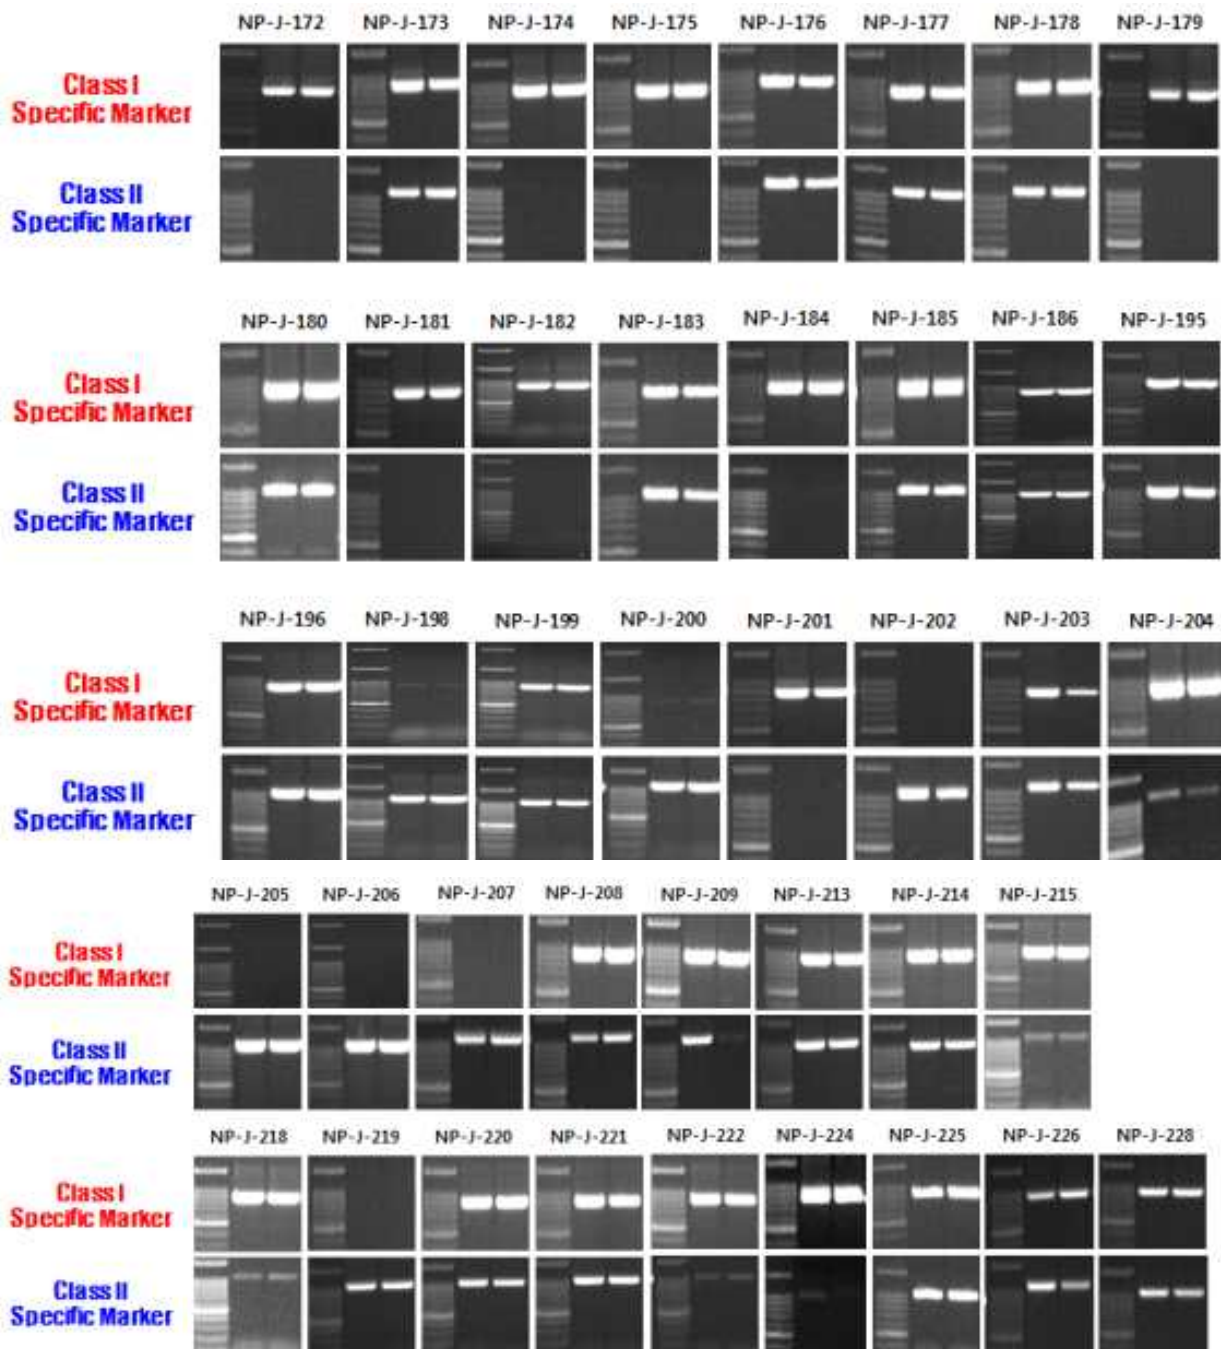 NP-J-172 NP-J-173 NP-J-174 NP-J-175 NP-J-176 NP-J-177 NP-J-178 NP-J-179
Class I
Specific Marker
Class II
Specific Marker
NP-J-180 NP-J-181 NP-J-182 NP-J-183 NP-J-184 NP-J-185 NP-J-186 NP-J-195
Class I
Specific Marker
Class II
Specific Marker
NP-J-196 NP-J-198 NP-J-199 NP-J-200 NP-J-201 NP-J-202 NP-J-203 NP-J-204
Class I
Specific Marker
Class II
Specific Marker
NP-J-205 NP-J-206 NP-J-207 NP-J-208 NP-J-209 NP-J-213 NP-J-214 NP-J-215
Class I
Specific Marker
Class II
Specific Marker
NP-J-218 NP-J-219 NP-J-220 NP-J-221 NP-J-222 NP-J-224 NP-J-225 NP-J-226 NP-J-228
Class I
Specific Marker
Class II
Specific Marker